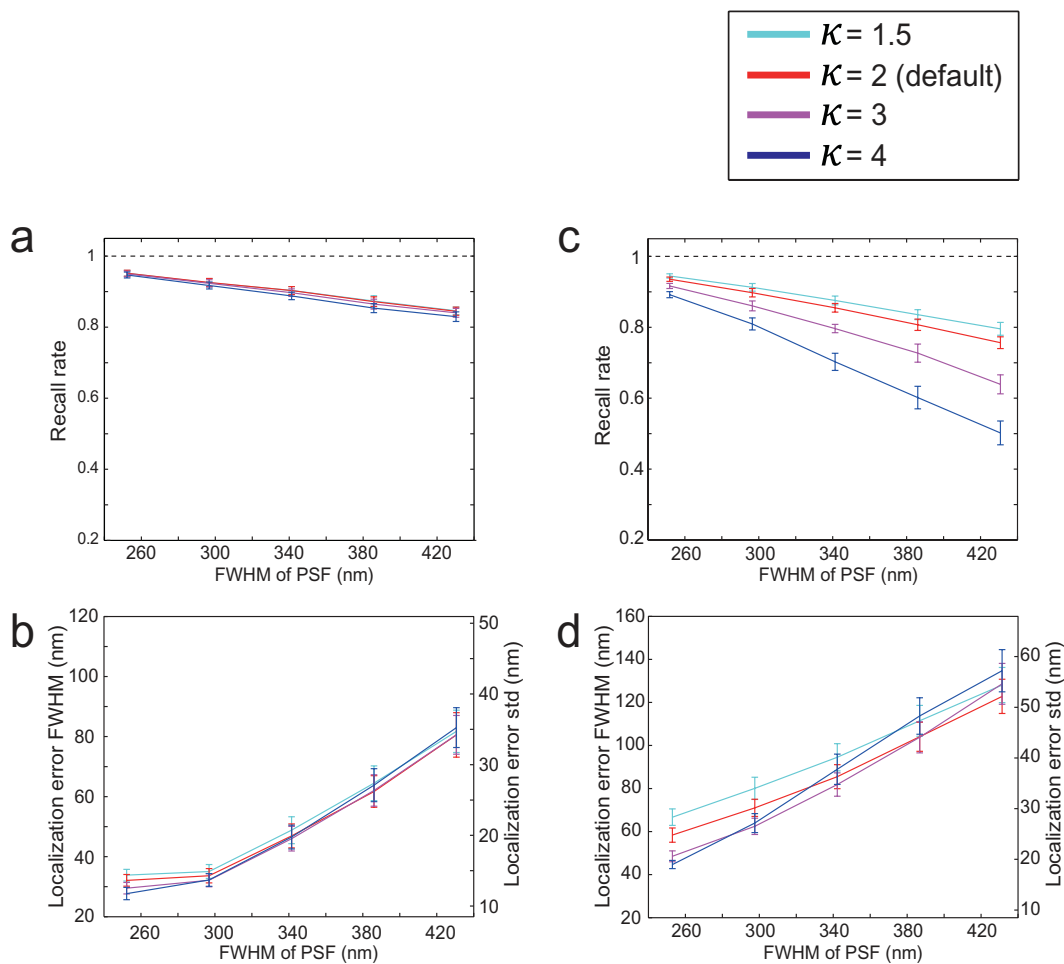 κ = 1.5
κ = 2 (default)
κ = 3
κ = 4
a
1
0.8
0.6
0.4
0.2
Recall rate
260 300 340 380 420
FWHM of PSF (nm)
c
1
0.8
0.6
0.4
0.2
Recall rate
260 300 340 380 420
FWHM of PSF (nm)
b
120
100
80
60
40
20
Localization error FWHM (nm)
50
40
30
20
10
Localization error std (nm)
260 300 340 380 420
FWHM of PSF (nm)
d
160
140
120
100
80
60
40
20
Localization error FWHM (nm)
60
50
40
30
20
10
Localization error std (nm)
260 300 340 380 420
FWHM of PSF (nm)